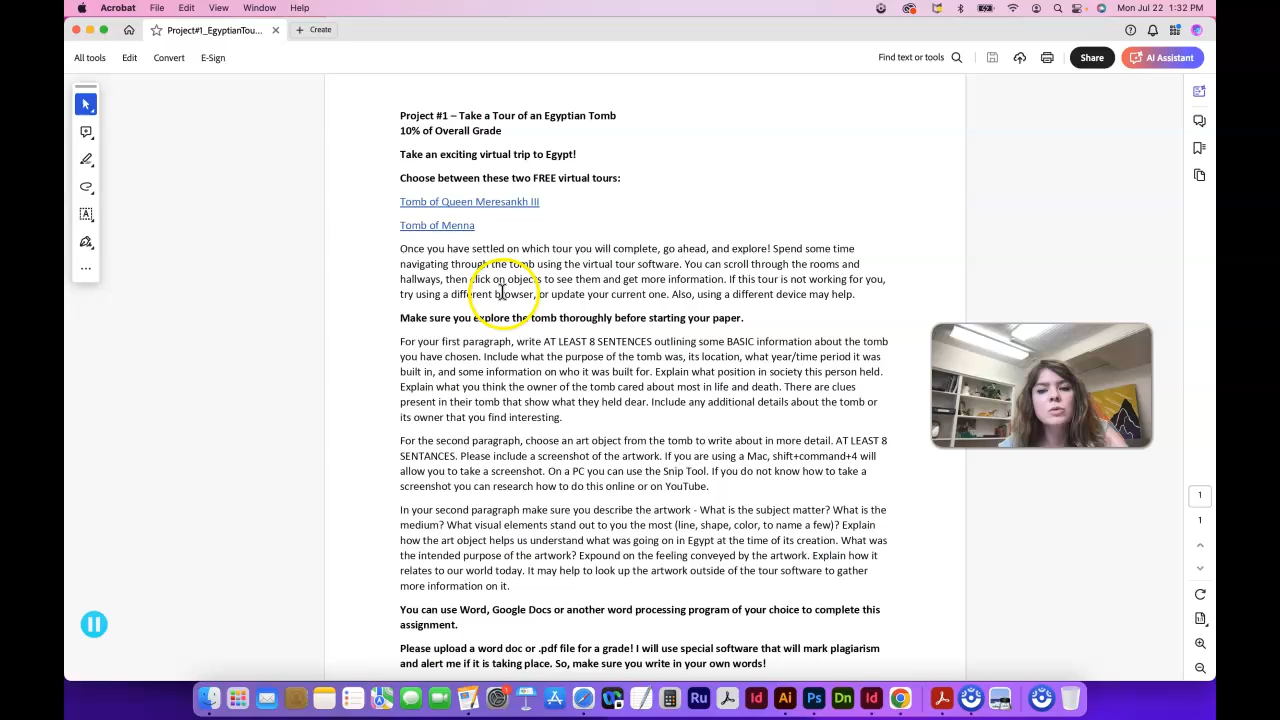 Acrobat File Edit View Window Help Mon Jul 22 1:32 PM
Project#1_EgyptianTou... Create
All tools Edit Convert E-Sign Find text or tools Share AI Assistant
Project #1 – Take a Tour of an Egyptian Tomb
10% of Overall Grade
Take an exciting virtual trip to Egypt!
Choose between these two FREE virtual tours:
Tomb of Queen Meresankh III
Tomb of Menna
Once you have settled on which tour you will complete, go ahead, and explore! Spend some time
navigating through the tomb using the virtual tour software. You can scroll through the rooms and
hallways, then click on objects to see them and get more information. If this tour is not working for you,
try using a different browser, or update your current one. Also, using a different device may help.
Make sure you explore the tomb thoroughly before starting your paper.
For your first paragraph, write AT LEAST 8 SENTENCES outlining some BASIC information about the tomb
you have chosen. Include what the purpose of the tomb was, its location, what year/time period it was
built in, and some information on who it was built for. Explain what position in society this person held.
Explain what you think the owner of the tomb cared about most in life and death. There are clues
present in their tomb that show what they held dear. Include any additional details about the tomb or
its owner that you find interesting.
For the second paragraph, choose an art object from the tomb to write about in more detail. AT LEAST 8
SENTANCES. Please include a screenshot of the artwork. If you are using a Mac, shift+command+4 will
allow you to take a screenshot. On a PC you can use the Snip Tool. If you do not know how to take a
screenshot you can research how to do this online or on YouTube.
In your second paragraph make sure you describe the artwork - What is the subject matter? What is the
medium? What visual elements stand out to you the most (line, shape, color, to name a few)? Explain
how the art object helps us understand what was going on in Egypt at the time of its creation. What was
the intended purpose of the artwork? Expound on the feeling conveyed by the artwork. Explain how it
relates to our world today. It may help to look up the artwork outside of the tour software to gather
more information on it.
You can use Word, Google Docs or another word processing program of your choice to complete this
assignment.
Please upload a word doc or .pdf file for a grade! I will use special software that will mark plagiarism
and alert me if it is taking place. So, make sure you write in your own words!
1
1
Ru Id Ai Ps Dn Id